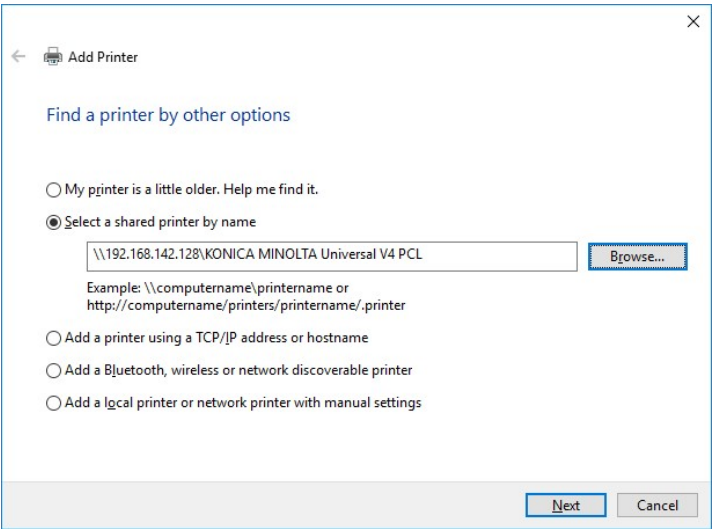 Add Printer
Find a printer by other options
My printer is a little older. Help me find it.
Select a shared printer by name
\\192.168.142.128\KONICA MINOLTA Universal V4 PCL
Browse...
Example: \\computername\printername or
http://computername/printers/printername/.printer
Add a printer using a TCP/IP address or hostname
Add a Bluetooth, wireless or network discoverable printer
Add a local printer or network printer with manual settings
Next
Cancel